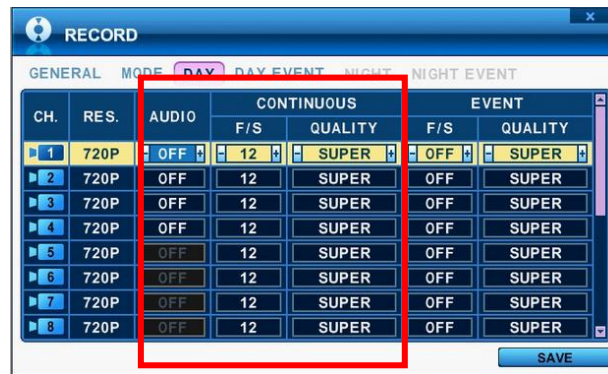 RECORD
GENERAL MODE DAY DAY EVENT NIGHT NIGHT EVENT
CH. RES. AUDIO CONTINUOUS EVENT
F/S QUALITY F/S QUALITY
1 720P - OFF + - 12 + - SUPER + - OFF + - SUPER +
2 720P OFF 12 SUPER OFF SUPER
3 720P OFF 12 SUPER OFF SUPER
4 720P OFF 12 SUPER OFF SUPER
5 720P OFF 12 SUPER OFF SUPER
6 720P OFF 12 SUPER OFF SUPER
7 720P OFF 12 SUPER OFF SUPER
8 720P OFF 12 SUPER OFF SUPER
SAVE